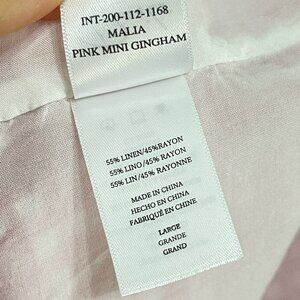 INT-200-112-1168
MALIA
PINK MINI GINGHAM
55% LINEN/45%RAYON
55% LINO/45% RAYON
55% LIN/45% RAYONNE
MADE IN CHINA
HECHO EN CHINA
FABRIQUÉ EN CHINE
LARGE
GRANDE
GRAND